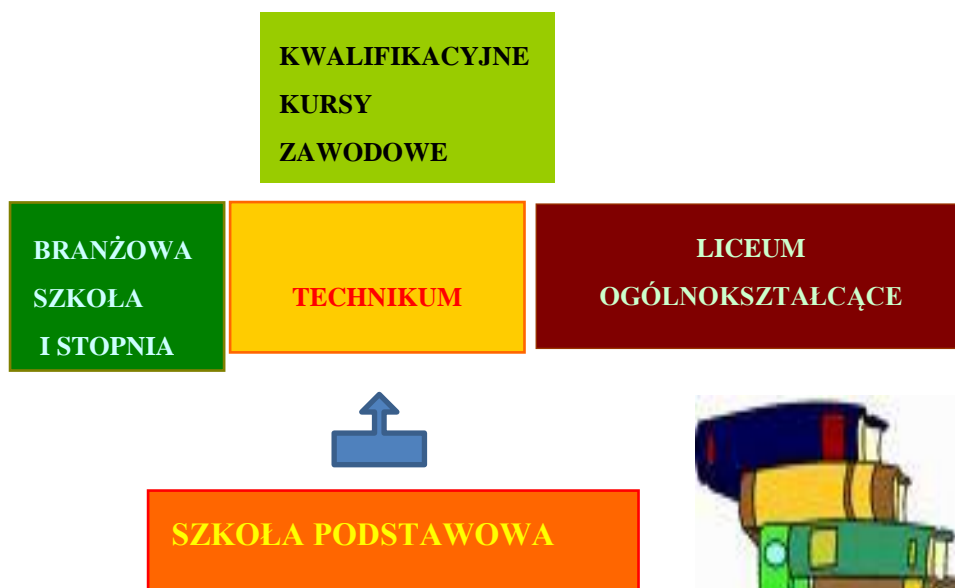 KWALIFIKACYJNE
KURSY
ZAWODOWE
BRANŻOWA
SZKOŁA
I STOPNIA
TECHNIKUM
LICEUM
OGÓLNOKSZTAŁCĄCE
SZKOŁA PODSTAWOWA